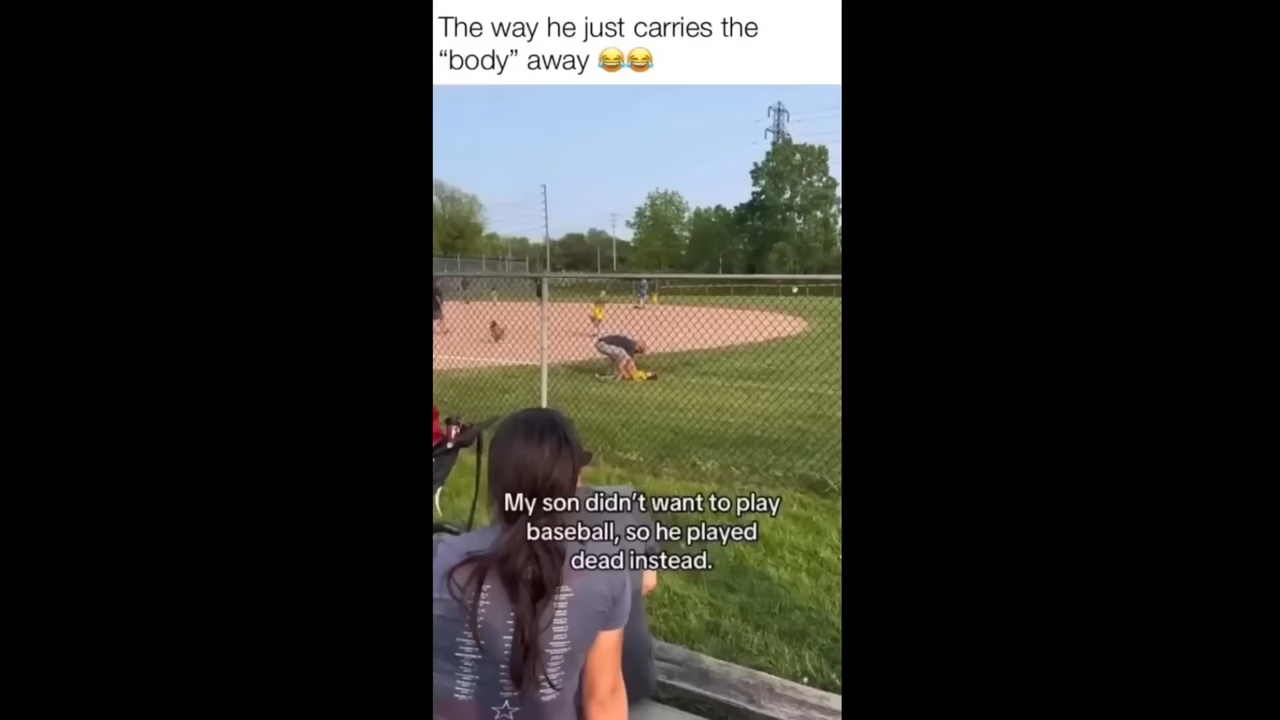 The way he just carries the
“body” away 😂😂
My son didn’t want to play
baseball, so he played
dead instead.